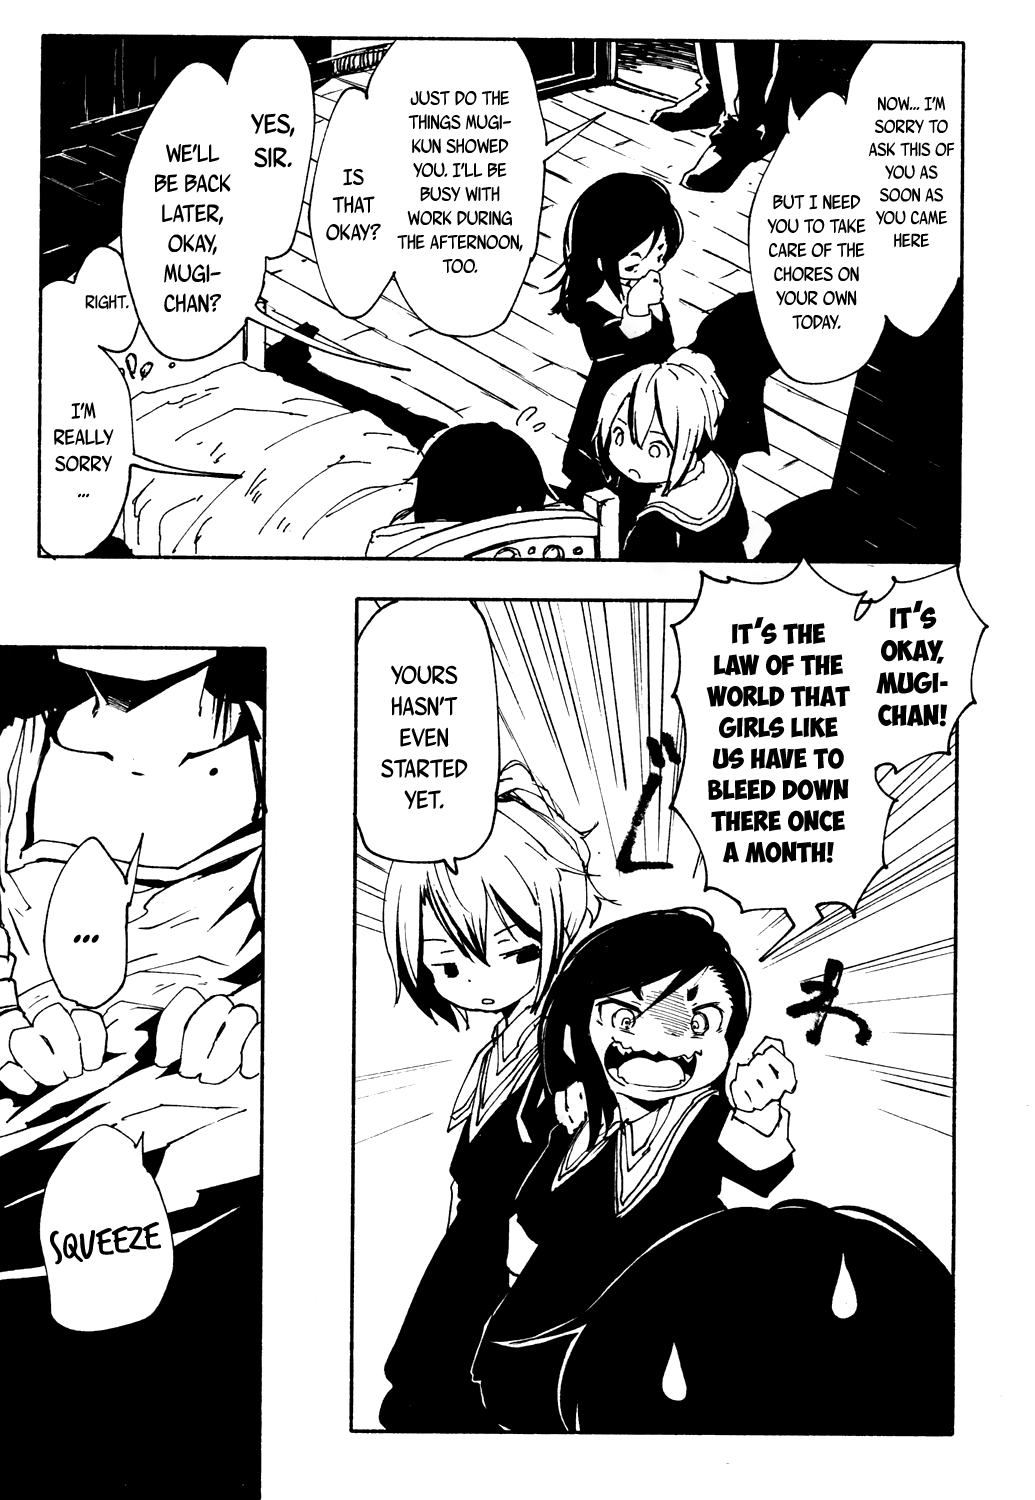 NOW... I'M
SORRY TO
ASK THIS OF
YOU AS
SOON AS
YOU CAME
HERE
BUT I NEED
YOU TO TAKE
CARE OF THE
CHORES ON
YOUR OWN
TODAY.
JUST DO THE
THINGS MUGI-
KUN SHOWED
YOU. I'LL BE
BUSY WITH
WORK DURING
THE AFTERNOON,
TOO.
IS
THAT
OKAY?
YES,
SIR.
WE'LL
BE BACK
LATER,
OKAY,
MUGI-
CHAN?
RIGHT.
I'M
REALLY
SORRY
...
IT'S
OKAY,
MUGI-
CHAN!
IT'S THE
LAW OF THE
WORLD THAT
GIRLS LIKE
US HAVE TO
BLEED DOWN
THERE ONCE
A MONTH!
YOURS
HASN'T
EVEN
STARTED
YET.
...
SQUEEZE